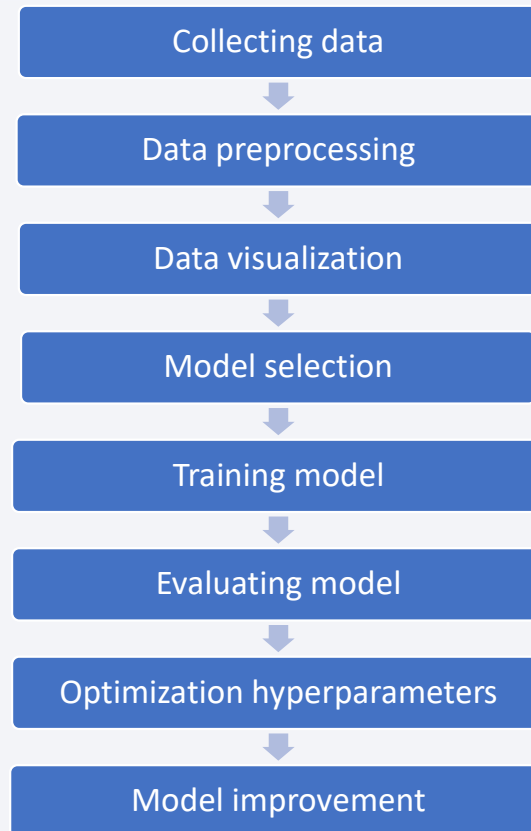 Collecting data
Data preprocessing
Data visualization
Model selection
Training model
Evaluating model
Optimization hyperparameters
Model improvement